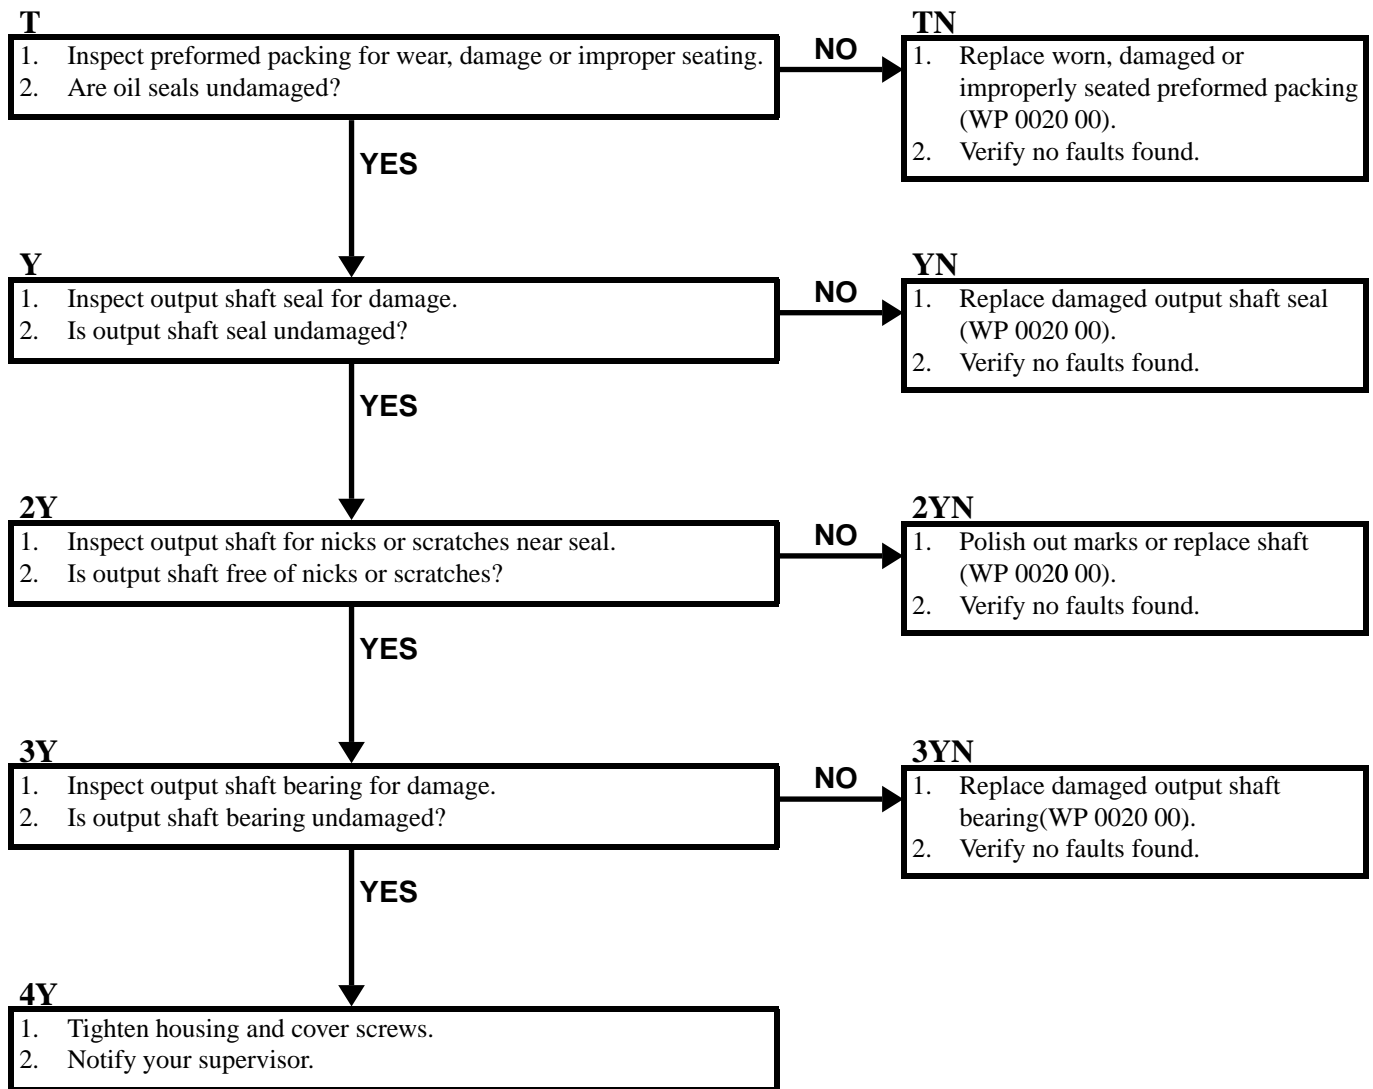 T
1. Inspect preformed packing for wear, damage or improper seating.
2. Are oil seals undamaged?
NO
TN
1. Replace worn, damaged or
improperly seated preformed packing
(WP 0020 00).
2. Verify no faults found.
YES
Y
1. Inspect output shaft seal for damage.
2. Is output shaft seal undamaged?
NO
YN
1. Replace damaged output shaft seal
(WP 0020 00).
2. Verify no faults found.
YES
2Y
1. Inspect output shaft for nicks or scratches near seal.
2. Is output shaft free of nicks or scratches?
NO
2YN
1. Polish out marks or replace shaft
(WP 0020 00).
2. Verify no faults found.
YES
3Y
1. Inspect output shaft bearing for damage.
2. Is output shaft bearing undamaged?
NO
3YN
1. Replace damaged output shaft
bearing(WP 0020 00).
2. Verify no faults found.
YES
4Y
1. Tighten housing and cover screws.
2. Notify your supervisor.